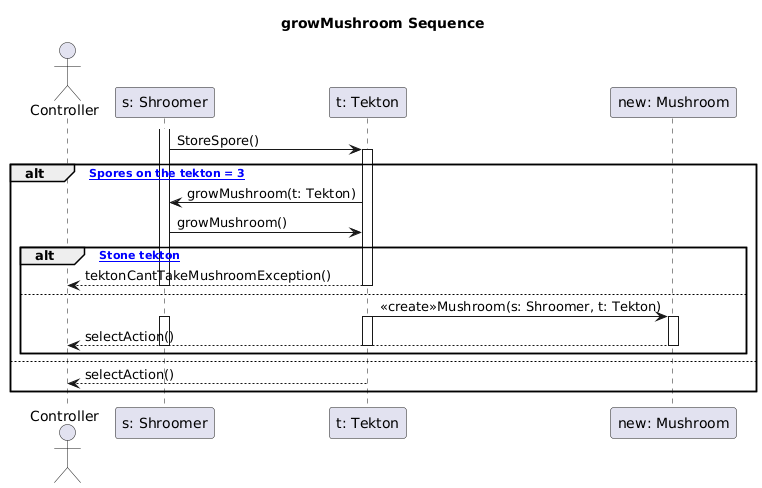 growMushroom Sequence
Controller
s: Shroomer
t: Tekton
new: Mushroom
StoreSpore()
alt
Spores on the tekton = 3
growMushroom(t: Tekton)
growMushroom()
alt
Stone tekton
tektonCantTakeMushroomException()
«create»Mushroom(s: Shroomer, t: Tekton)
selectAction()
selectAction()
Controller
s: Shroomer
t: Tekton
new: Mushroom